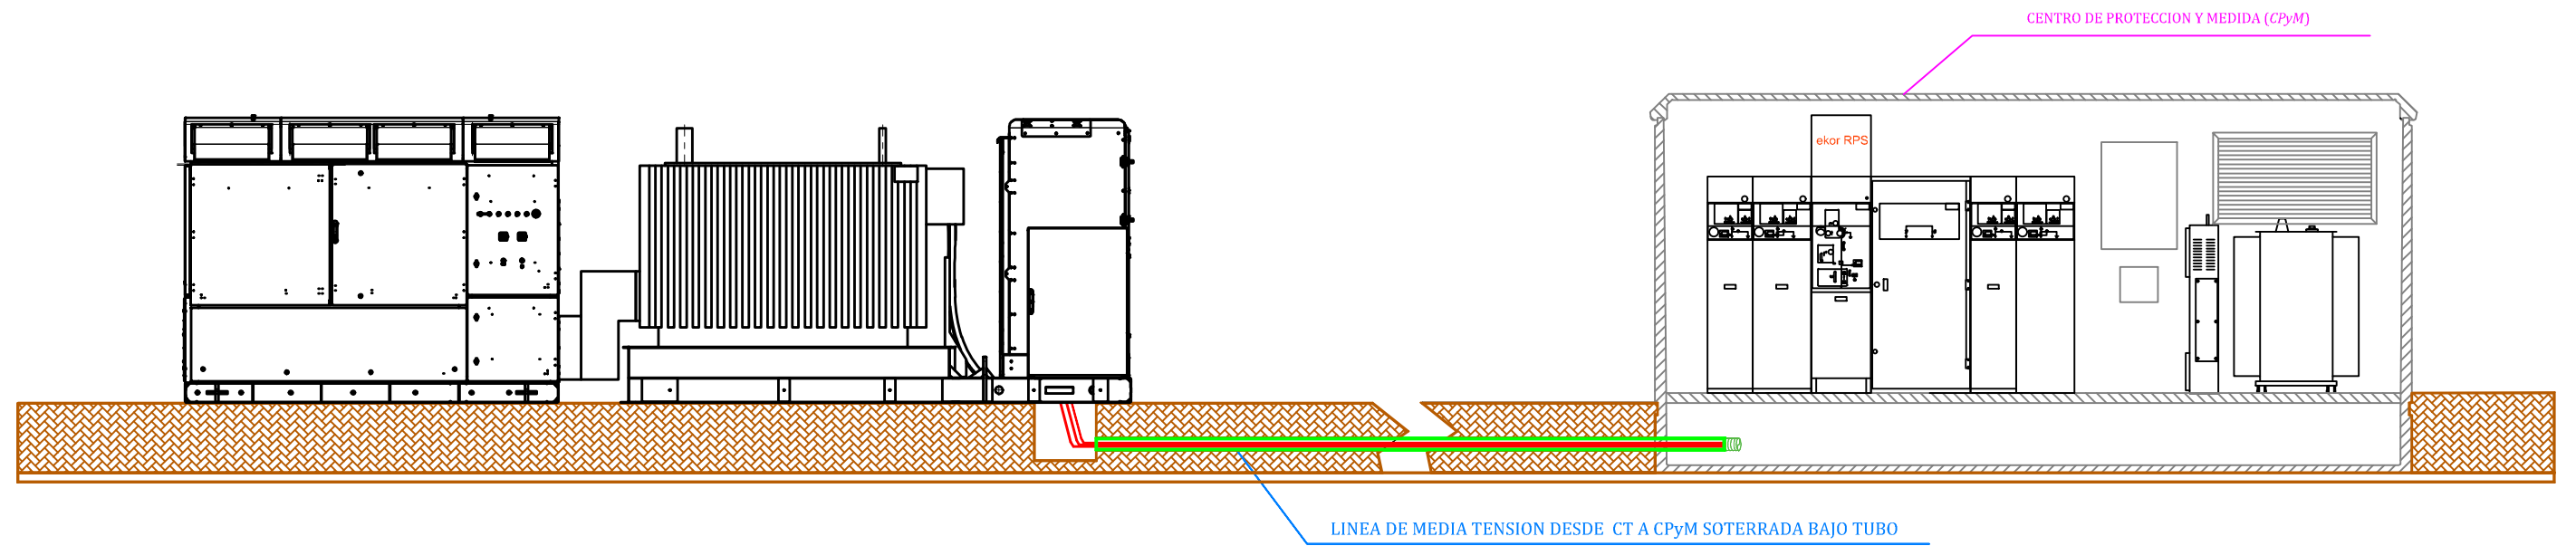 CENTRO DE PROTECCION Y MEDIDA (CPyM)
ekor RPS
LINEA DE MEDIA TENSION DESDE CT A CPyM SOTERRADA BAJO TUBO